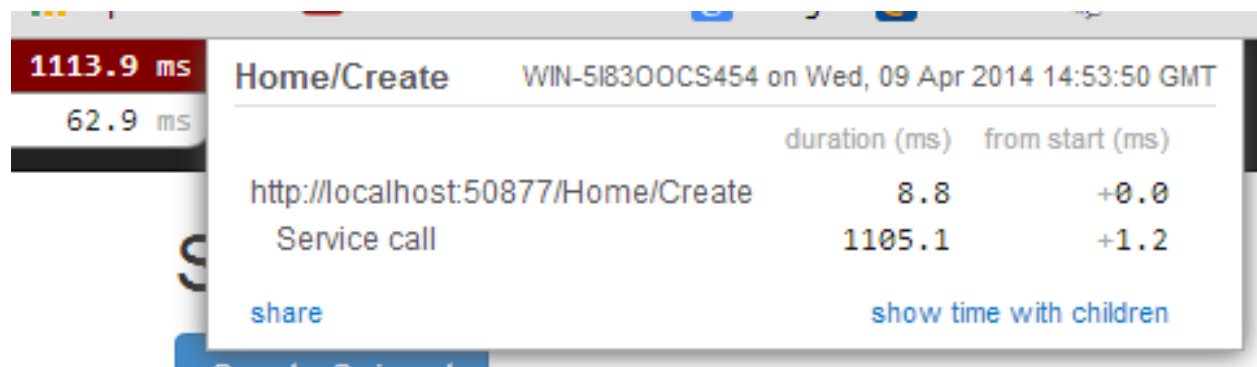 1113.9 ms
62.9 ms
Home/Create WIN-5I83OOCS454 on Wed, 09 Apr 2014 14:53:50 GMT
duration (ms) from start (ms)
http://localhost:50877/Home/Create 8.8 +0.0
Service call 1105.1 +1.2
share show time with children